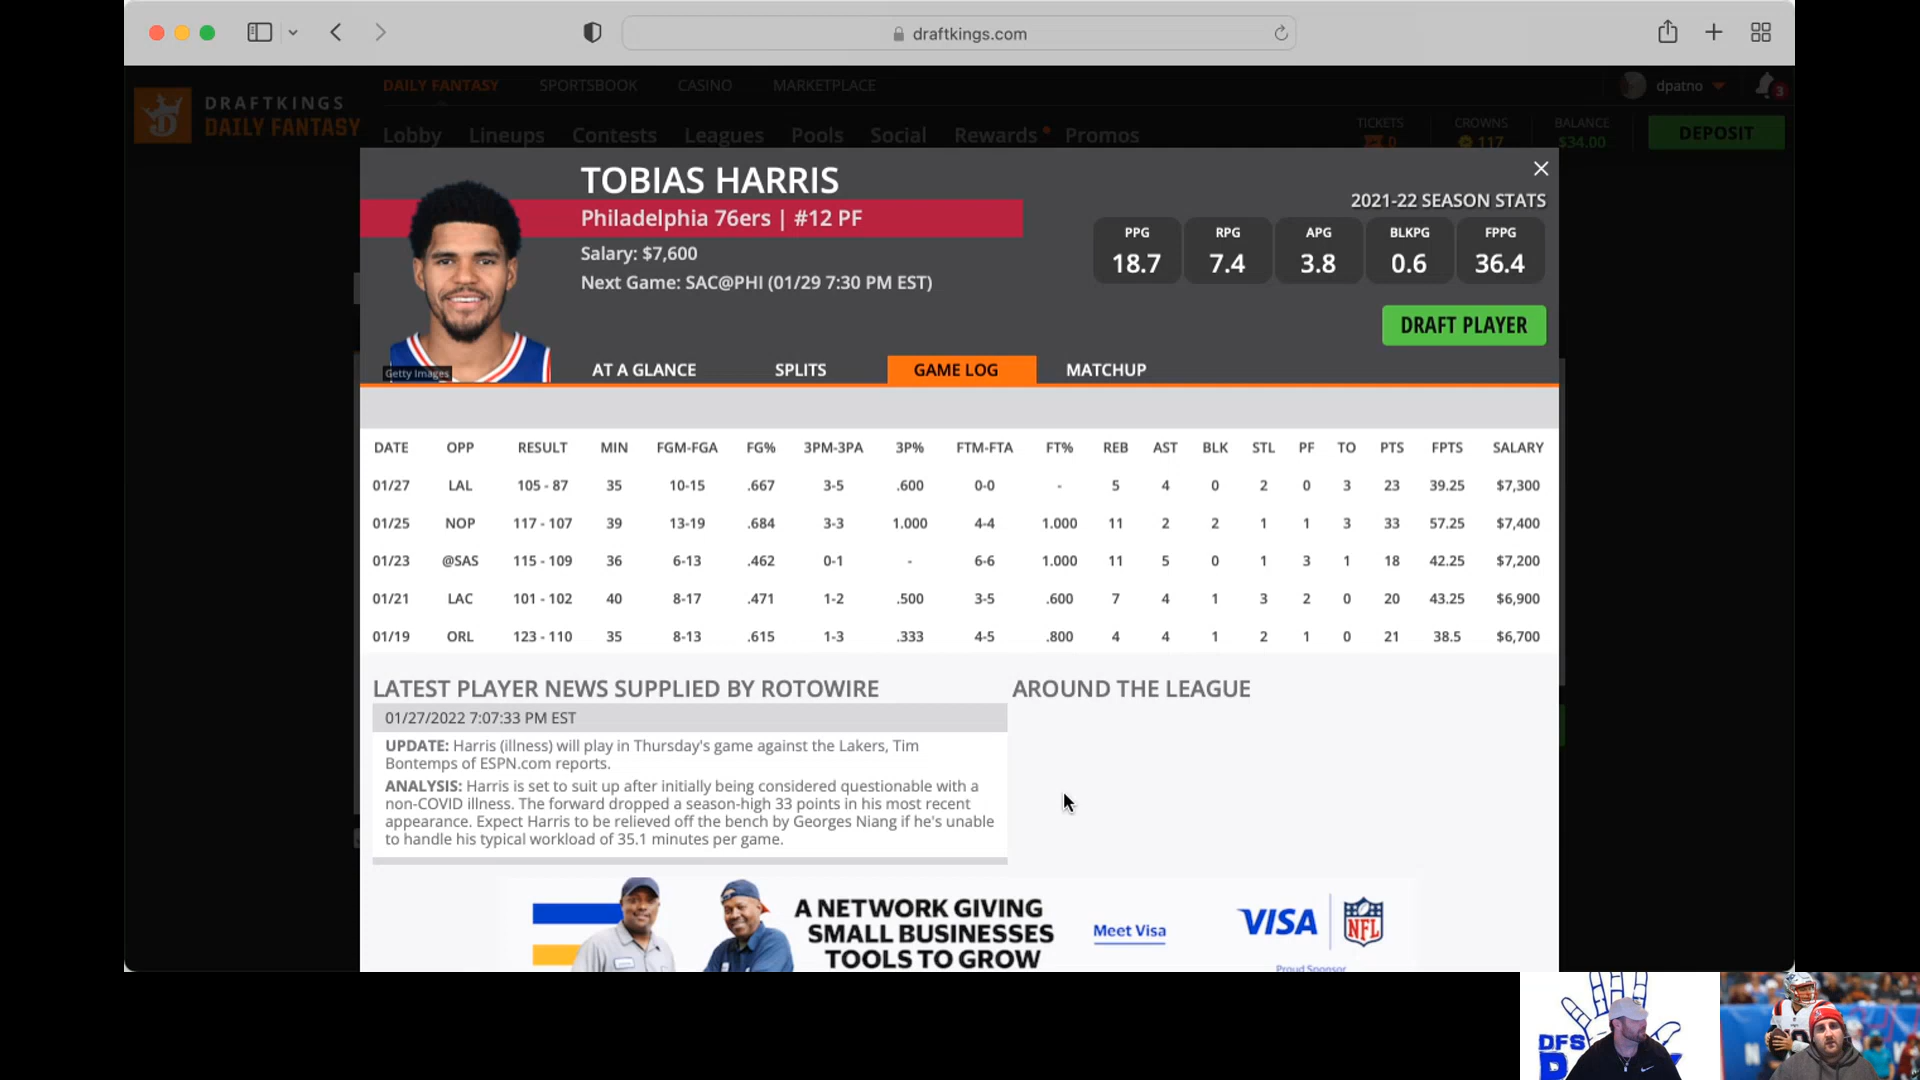 draftkings.com
DAILY FANTASY SPORTSBOOK CASINO MARKETPLACE
dpatno
3
DRAFTKINGS
DAILY FANTASY
Lobby Lineups Contests Leagues Pools Social Rewards Promos
TICKETS CROWNS BALANCE
0 117 $34.00
DEPOSIT
TOBIAS HARRIS
Philadelphia 76ers | #12 PF
Salary: $7,600
Next Game: SAC@PHI (01/29 7:30 PM EST)
2021-22 SEASON STATS
PPG RPG APG BLKPG FPPG
18.7 7.4 3.8 0.6 36.4
DRAFT PLAYER
Getty Images
AT A GLANCE SPLITS GAME LOG MATCHUP
DATE OPP RESULT MIN FGM-FGA FG% 3PM-3PA 3P% FTM-FTA FT% REB AST BLK STL PF TO PTS FPTS SALARY
01/27 LAL 105 - 87 35 10-15 .667 3-5 .600 0-0 - 5 4 0 2 0 3 23 39.25 $7,300
01/25 NOP 117 - 107 39 13-19 .684 3-3 1.000 4-4 1.000 11 2 2 1 1 3 33 57.25 $7,400
01/23 @SAS 115 - 109 36 6-13 .462 0-1 - 6-6 1.000 11 5 0 1 3 1 18 42.25 $7,200
01/21 LAC 101 - 102 40 8-17 .471 1-2 .500 3-5 .600 7 4 1 3 2 0 20 43.25 $6,900
01/19 ORL 123 - 110 35 8-13 .615 1-3 .333 4-5 .800 4 4 1 2 1 0 21 38.5 $6,700
LATEST PLAYER NEWS SUPPLIED BY ROTOWIRE
AROUND THE LEAGUE
01/27/2022 7:07:33 PM EST
UPDATE: Harris (illness) will play in Thursday's game against the Lakers, Tim
Bontemps of ESPN.com reports.
ANALYSIS: Harris is set to suit up after initially being considered questionable with a
non-COVID illness. The forward dropped a season-high 33 points in his most recent
appearance. Expect Harris to be relieved off the bench by Georges Niang if he's unable
to handle his typical workload of 35.1 minutes per game.
A NETWORK GIVING
SMALL BUSINESSES
TOOLS TO GROW
Meet Visa
VISA
NFL
Proud Sponsor
DFS